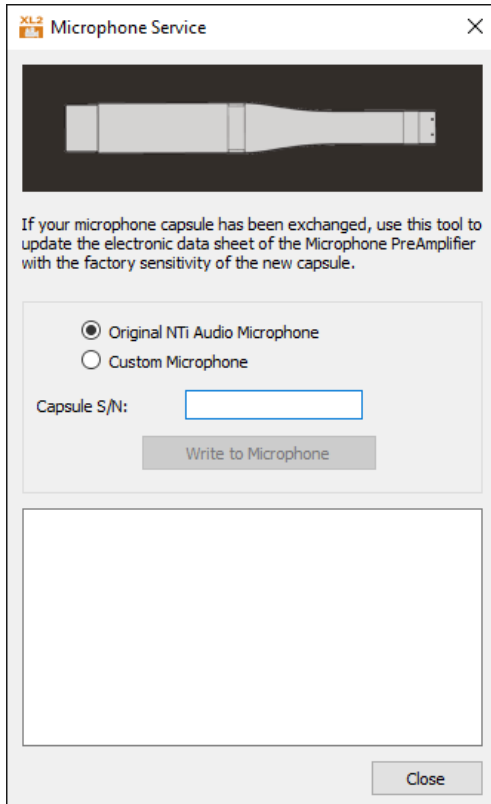 XL2
Microphone Service
If your microphone capsule has been exchanged, use this tool to
update the electronic data sheet of the Microphone PreAmplifier
with the factory sensitivity of the new capsule.
Original NTi Audio Microphone
Custom Microphone
Capsule S/N:
Write to Microphone
Close